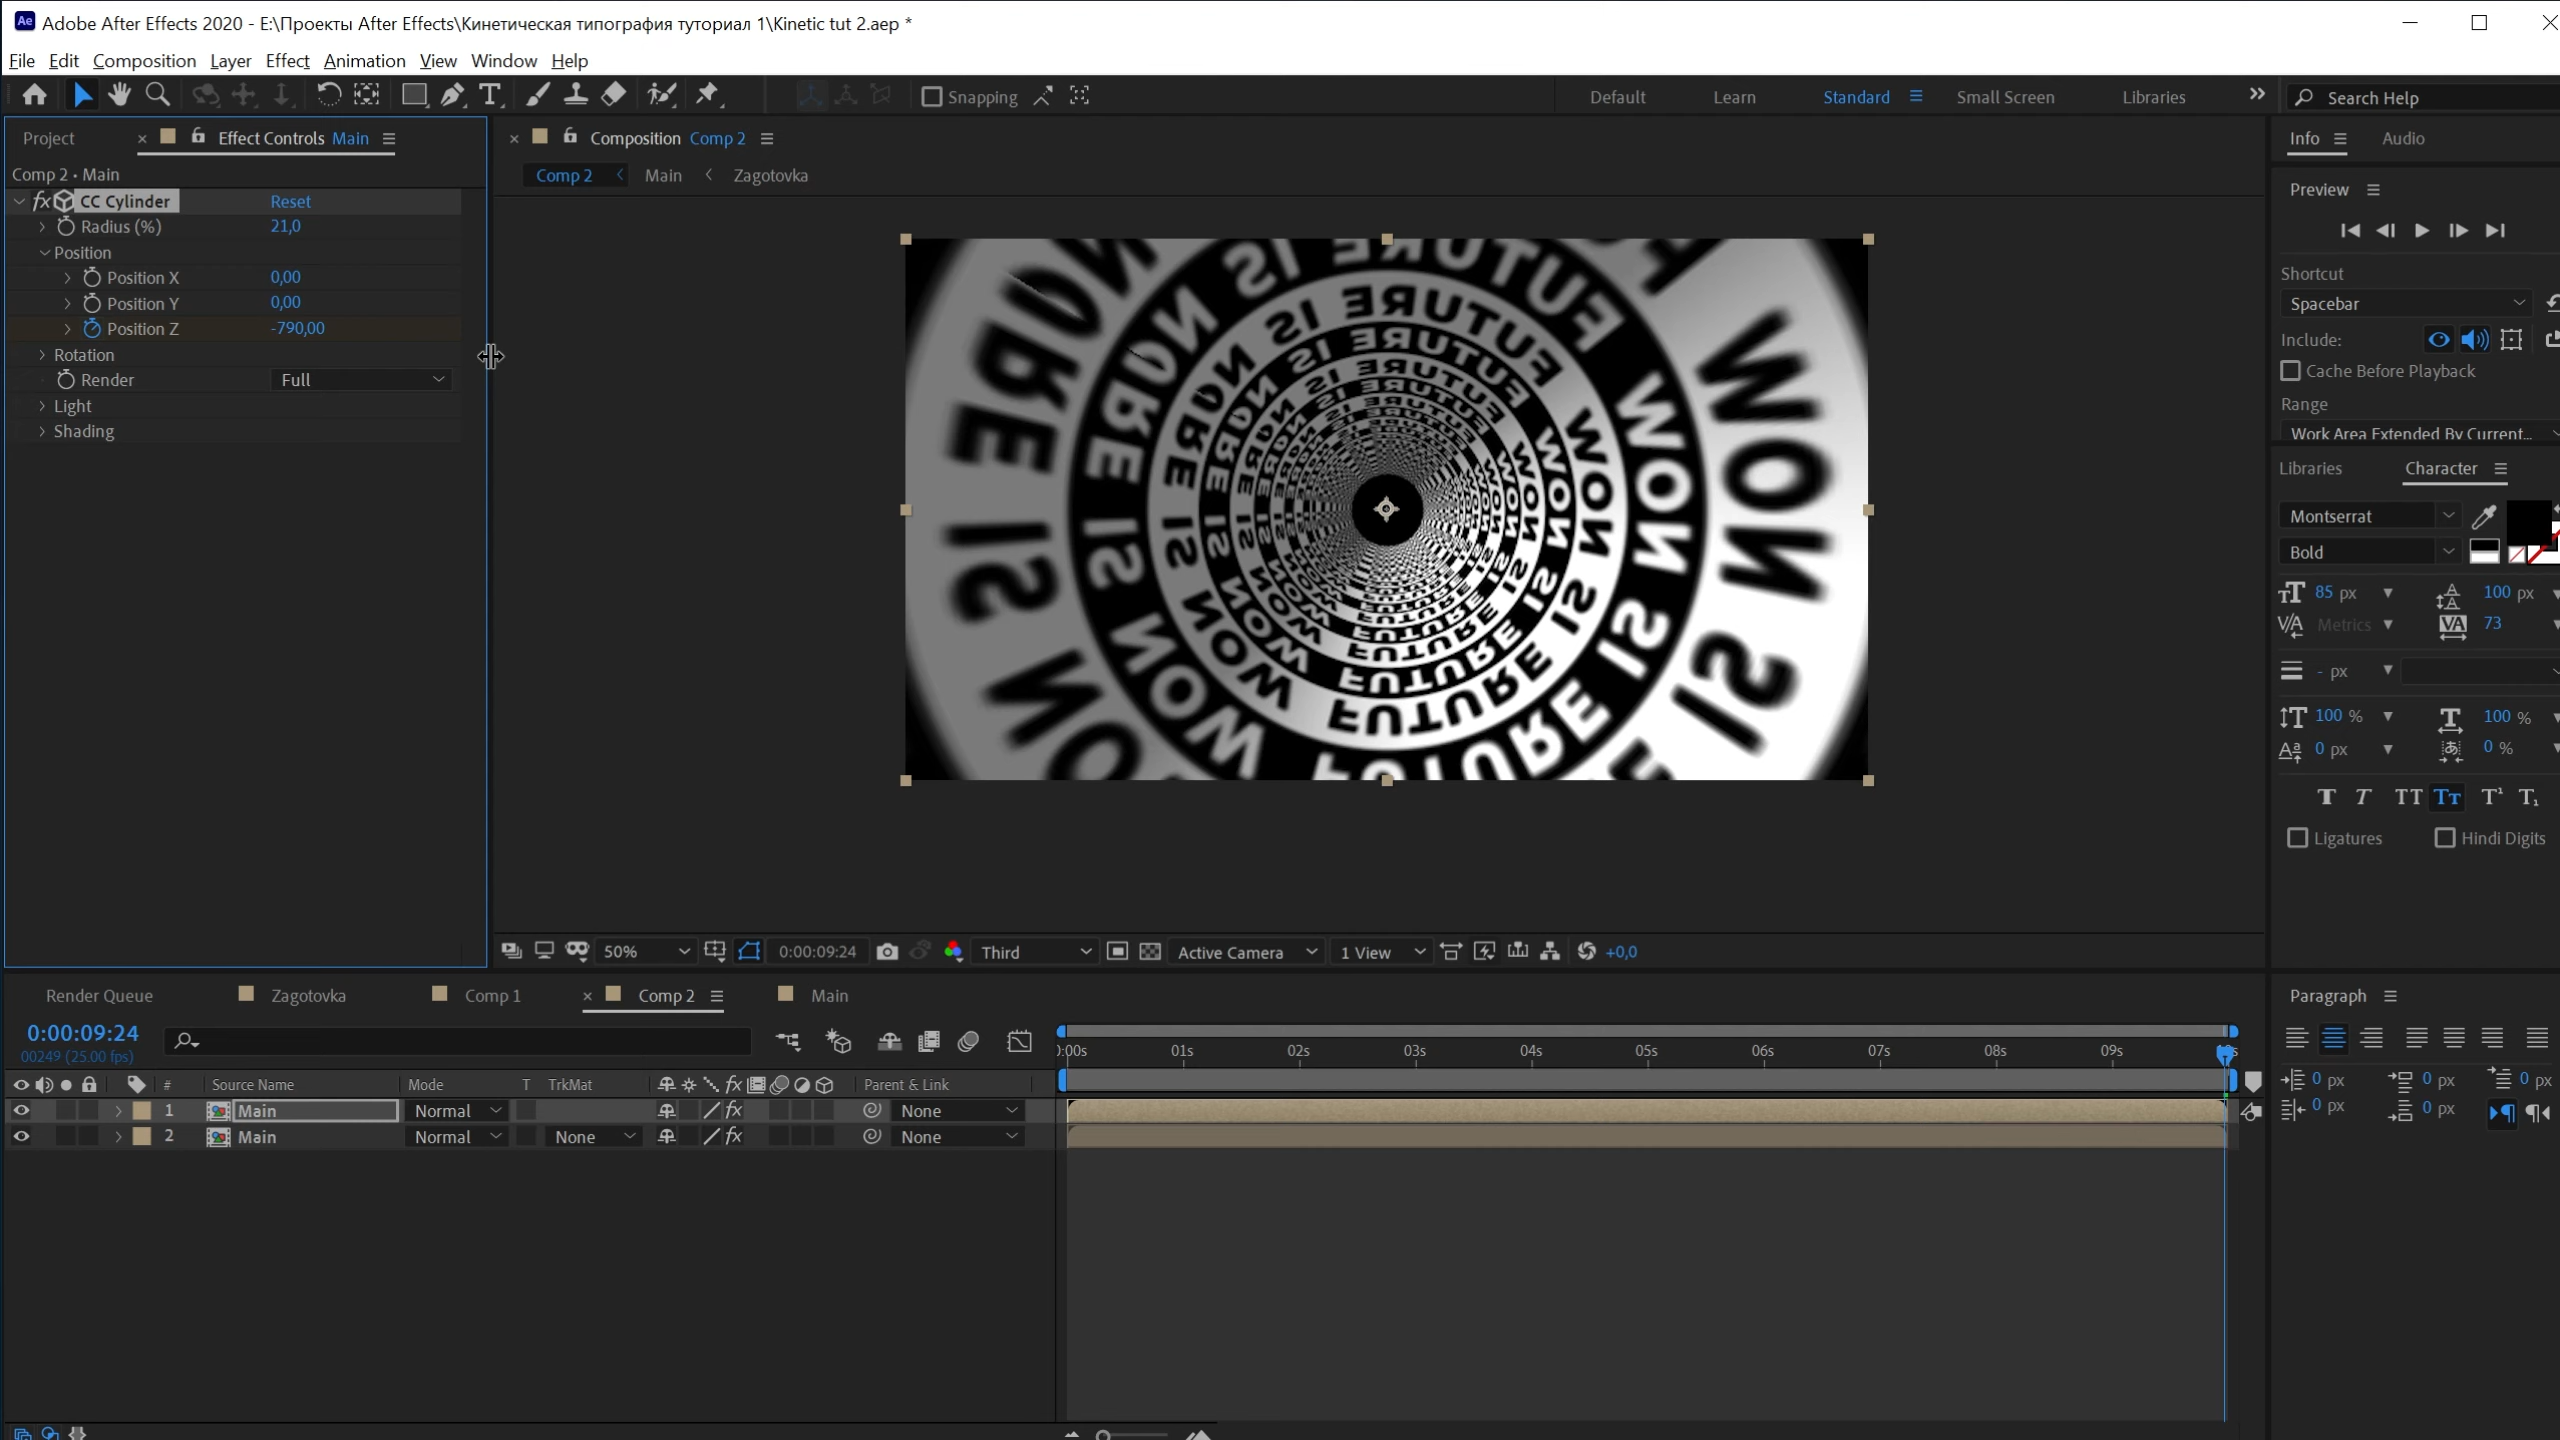 Adobe After Effects 2020 - E:\Проекты After Effects\Кинетическая типография туториал 1\Kinetic tut 2.aep *
File Edit Composition Layer Effect Animation View Window Help
Snapping Default Learn Standard Small Screen Libraries Search Help
Project Effect Controls Main
Comp 2 • Main
fx CC Cylinder Reset
Radius (%) 21,0
Position
Position X 0,00
Position Y 0,00
Position Z -790,00
Rotation
Render Full
Light
Shading
Composition Comp 2
Comp 2 Main Zagotovka
FUTURE IS NOW
50% 0:00:09:24 Third Active Camera 1 View +0,0
Info Audio
Preview
Shortcut
Spacebar
Include:
Cache Before Playback
Range
Work Area Extended By Current...
Libraries Character
Montserrat
Bold
85 px 100 px
Metrics 73
- px
100 % 100 %
0 px 0 %
Ligatures Hindi Digits
Render Queue Zagotovka Comp 1 Comp 2 Main
0:00:09:24
00249 (25.00 fps)
:00s 01s 02s 03s 04s 05s 06s 07s 08s 09s
# Source Name Mode T TrkMat fx Parent & Link
1 Main Normal fx None
2 Main Normal None fx None
Paragraph
0 px 0 px 0 px
0 px 0 px